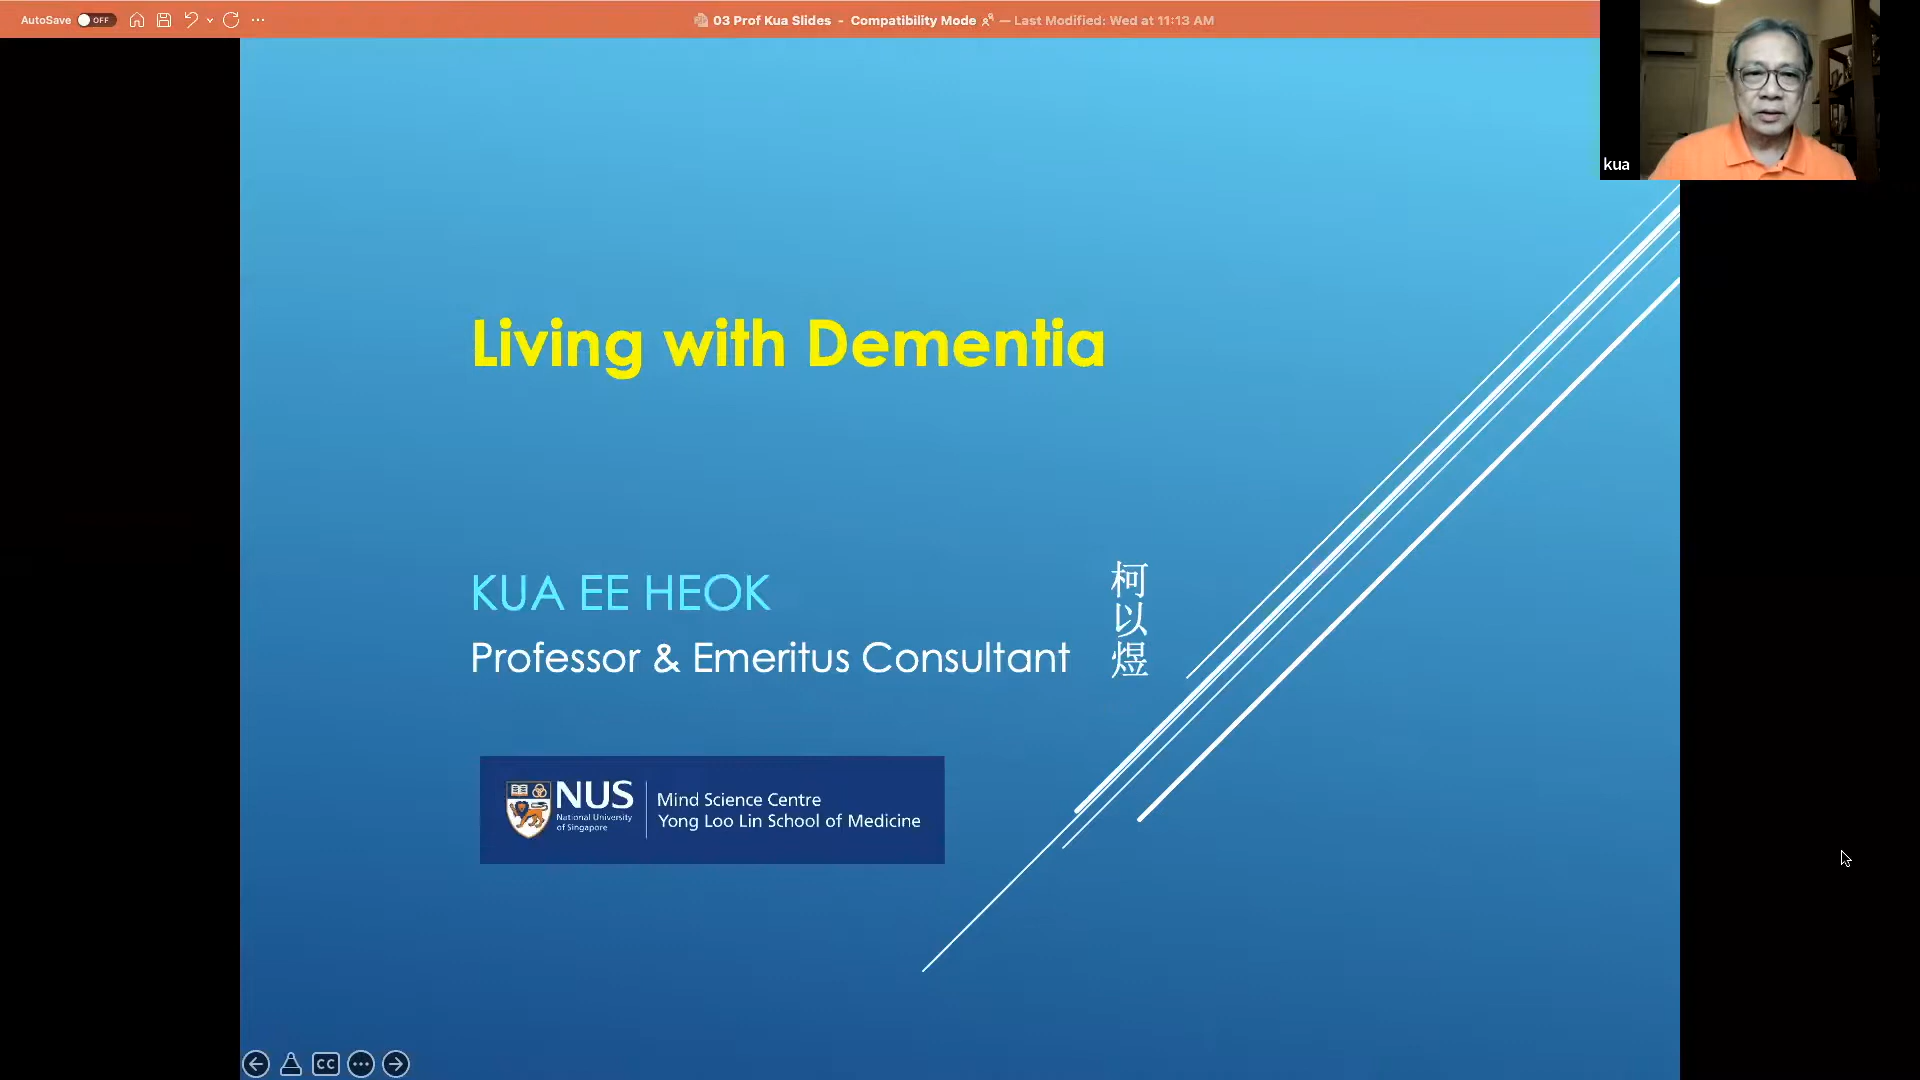 AutoSave OFF
03 Prof Kua Slides - Compatibility Mode — Last Modified: Wed at 11:13 AM
kua
Living with Dementia
KUA EE HEOK
Professor & Emeritus Consultant
柯以煜
NUS
National University
of Singapore
Mind Science Centre
Yong Loo Lin School of Medicine
CC